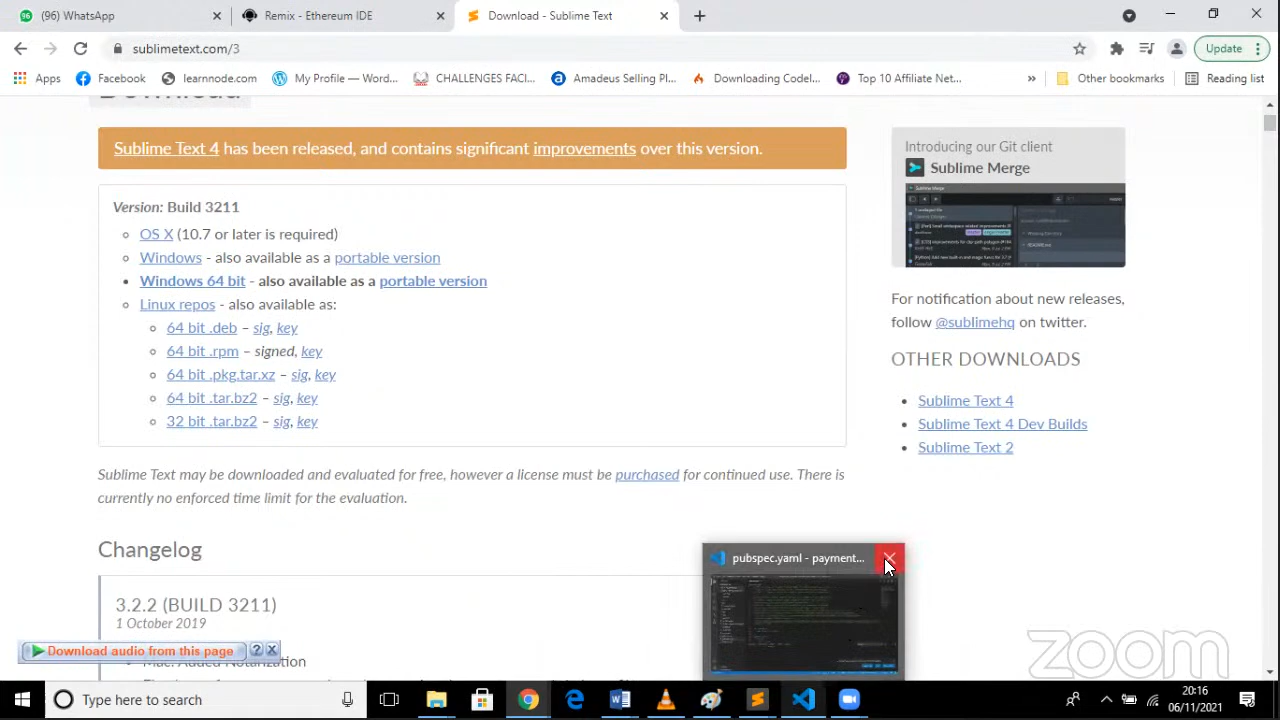 (96) WhatsApp
Remix - Ethereum IDE
Download - Sublime Text
sublimetext.com/3
Update
Apps
Facebook
learnnode.com
My Profile — Word...
CHALLENGES FACI...
Amadeus Selling Pl...
Downloading Codel...
Top 10 Affiliate Net...
»
Other bookmarks
Reading list
Download
Sublime Text 4 has been released, and contains significant improvements over this version.
Version: Build 3211
OS X (10.7 or later is required)
Windows - also available as a portable version
Windows 64 bit - also available as a portable version
Linux repos - also available as:
64 bit .deb – sig, key
64 bit .rpm – signed, key
64 bit .pkg.tar.xz – sig, key
64 bit .tar.bz2 – sig, key
32 bit .tar.bz2 – sig, key
Sublime Text may be downloaded and evaluated for free, however a license must be purchased for continued use. There is
currently no enforced time limit for the evaluation.
Changelog
(BUILD 3211)
2019
Download audio from this page
Notarization
Introducing our Git client
Sublime Merge
For notification about new releases,
follow @sublimehq on twitter.
OTHER DOWNLOADS
Sublime Text 4
Sublime Text 4 Dev Builds
Sublime Text 2
pubspec.yaml - payment...
zoom
Type here to search
20:16
06/11/2021